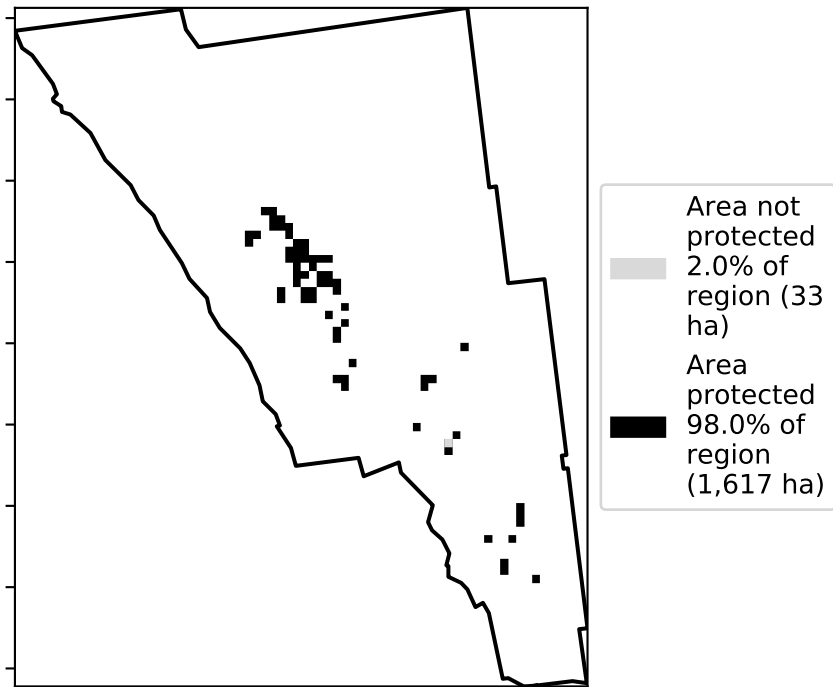 Area not
protected
2.0% of
region (33
ha)
Area
protected
98.0% of
region
(1,617 ha)